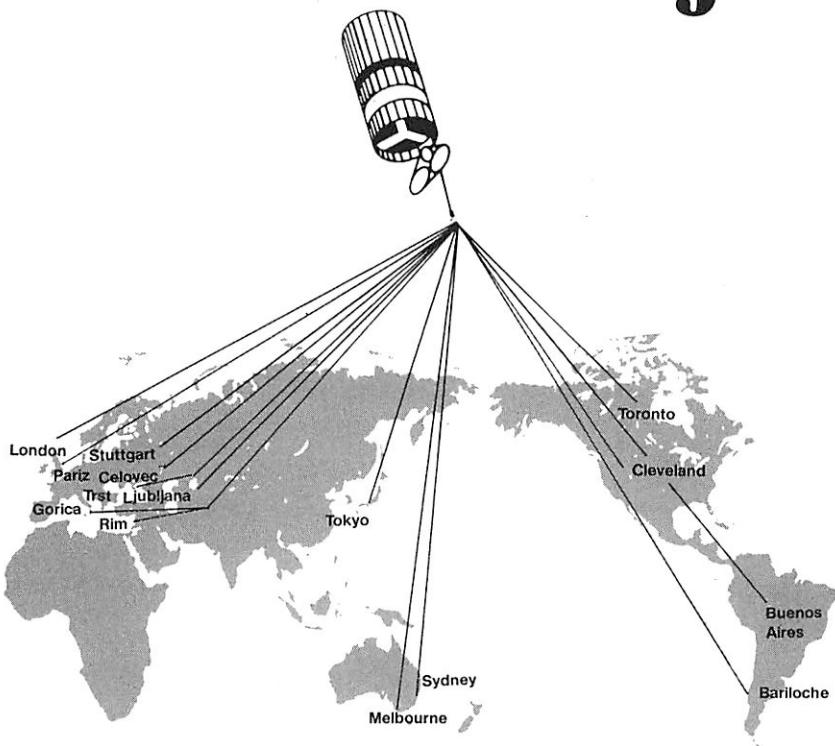 Toronto
London
Stuttgart
Cleveland
Pariz
Celovec
Trst
Ljubljana
Gorica
Rim
Tokyo
Buenos
Aires
Sydney
Bariloche
Melbourne